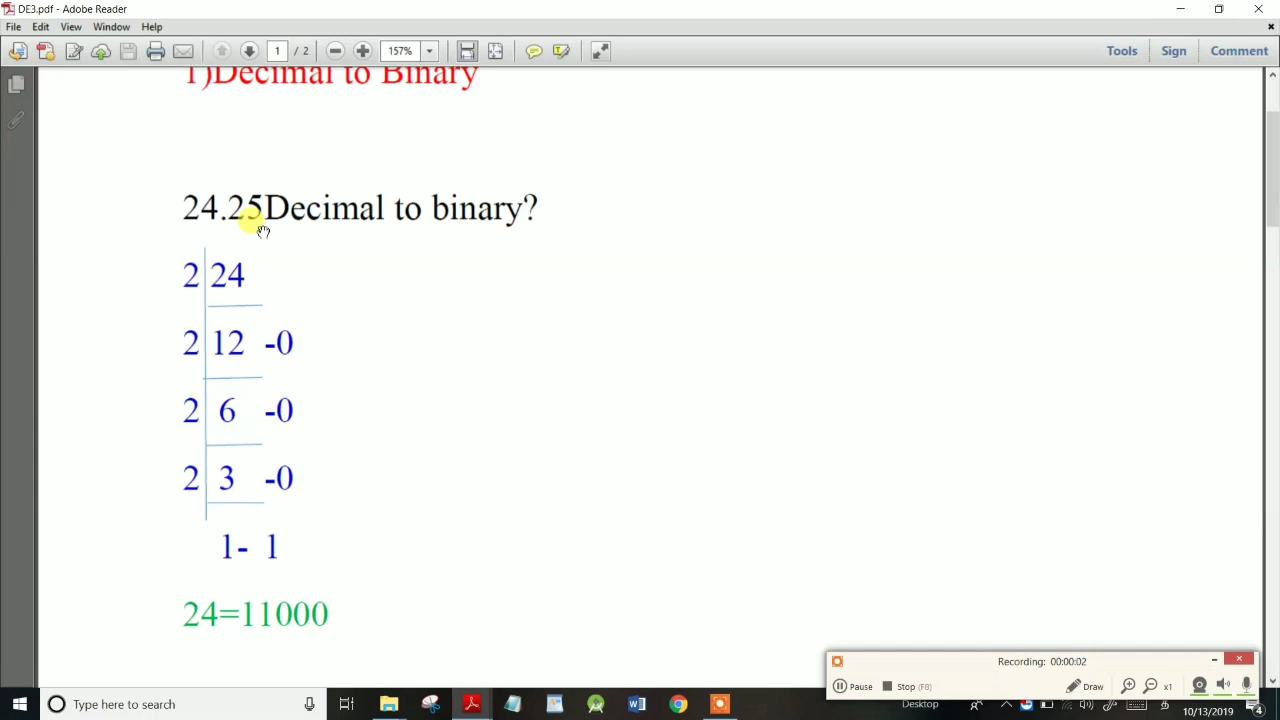 DE3.pdf - Adobe Reader
File Edit View Window Help
1 / 2 157% Tools Sign Comment
1)Decimal to Binary
24.25Decimal to binary?
2 24
2 12 -0
2 6 -0
2 3 -0
1- 1
24=11000
Recording: 00:00:02
Pause Stop (F8) Draw x1
Type here to search Desktop
10/13/2019 4